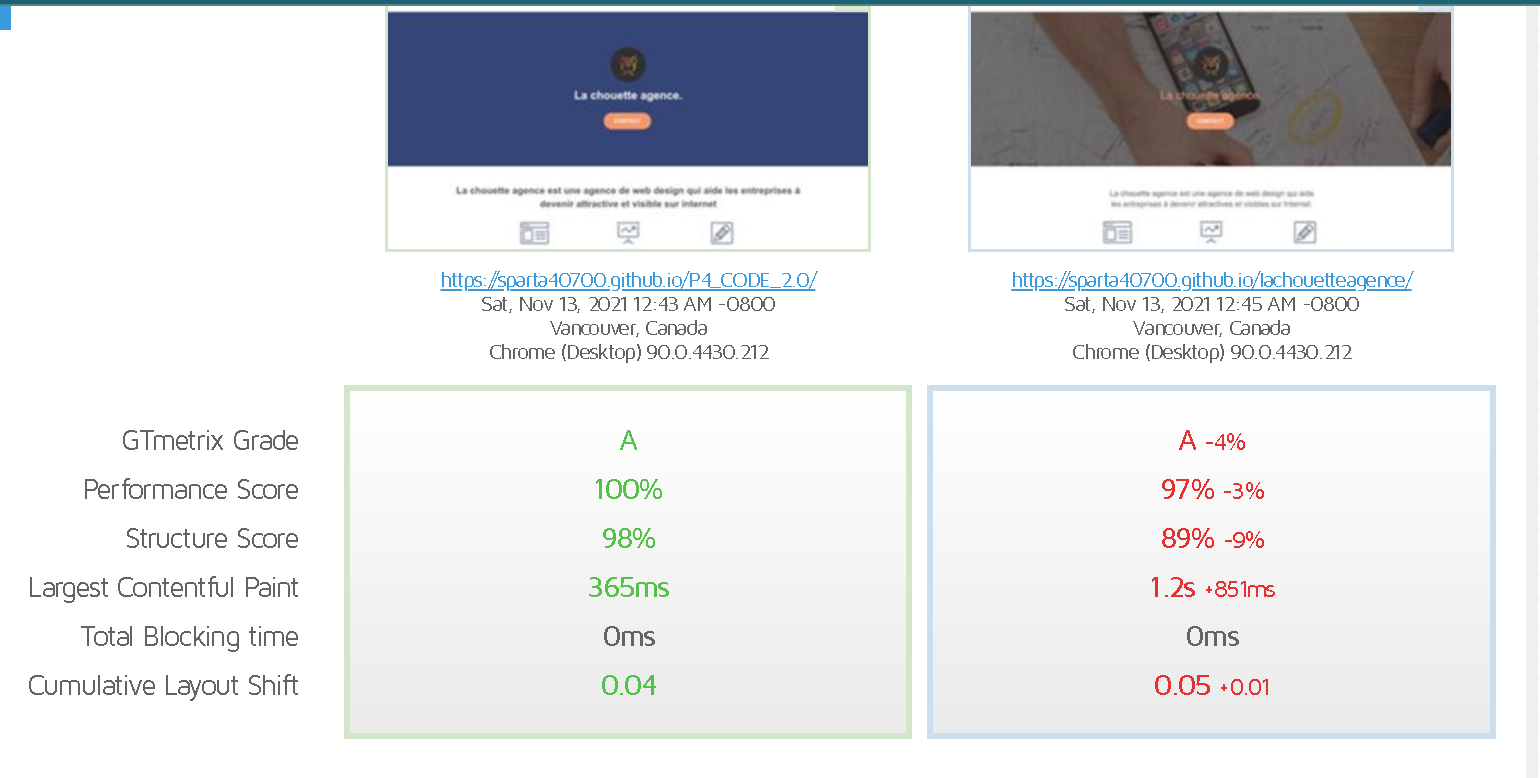 La chouette agence.
CONTACT
La chouette agence est une agence de web design qui aide les entreprises à
devenir attractive et visible sur internet
https://sparta40700.github.io/P4_CODE_2.0/
Sat, Nov 13, 2021 12:43 AM -0800
Vancouver, Canada
Chrome (Desktop) 90.0.4430.212
La chouette agence.
CONTACT
La chouette agence est une agence de web design qui aide
les entreprises à devenir attractives et visibles sur Internet.
https://sparta40700.github.io/lachouetteagence/
Sat, Nov 13, 2021 12:45 AM -0800
Vancouver, Canada
Chrome (Desktop) 90.0.4430.212
GTmetrix Grade A A -4%
Performance Score 100% 97% -3%
Structure Score 98% 89% -9%
Largest Contentful Paint 365ms 1.2s +851ms
Total Blocking time 0ms 0ms
Cumulative Layout Shift 0.04 0.05 +0.01